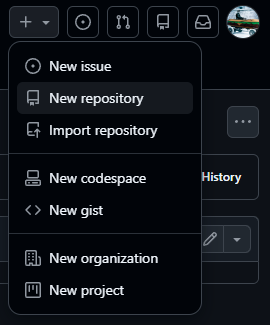 New issue
New repository
Import repository
History
New codespace
New gist
New organization
New project